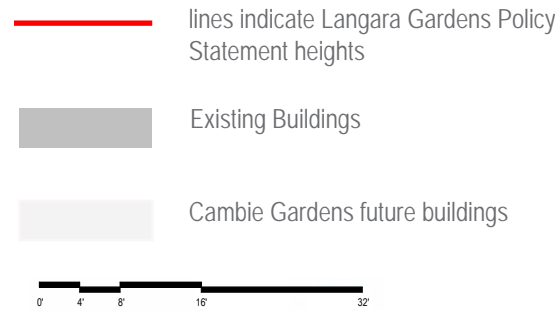 lines indicate Langara Gardens Policy
Statement heights
Existing Buildings
Cambie Gardens future buildings
0' 4' 8' 16' 32'